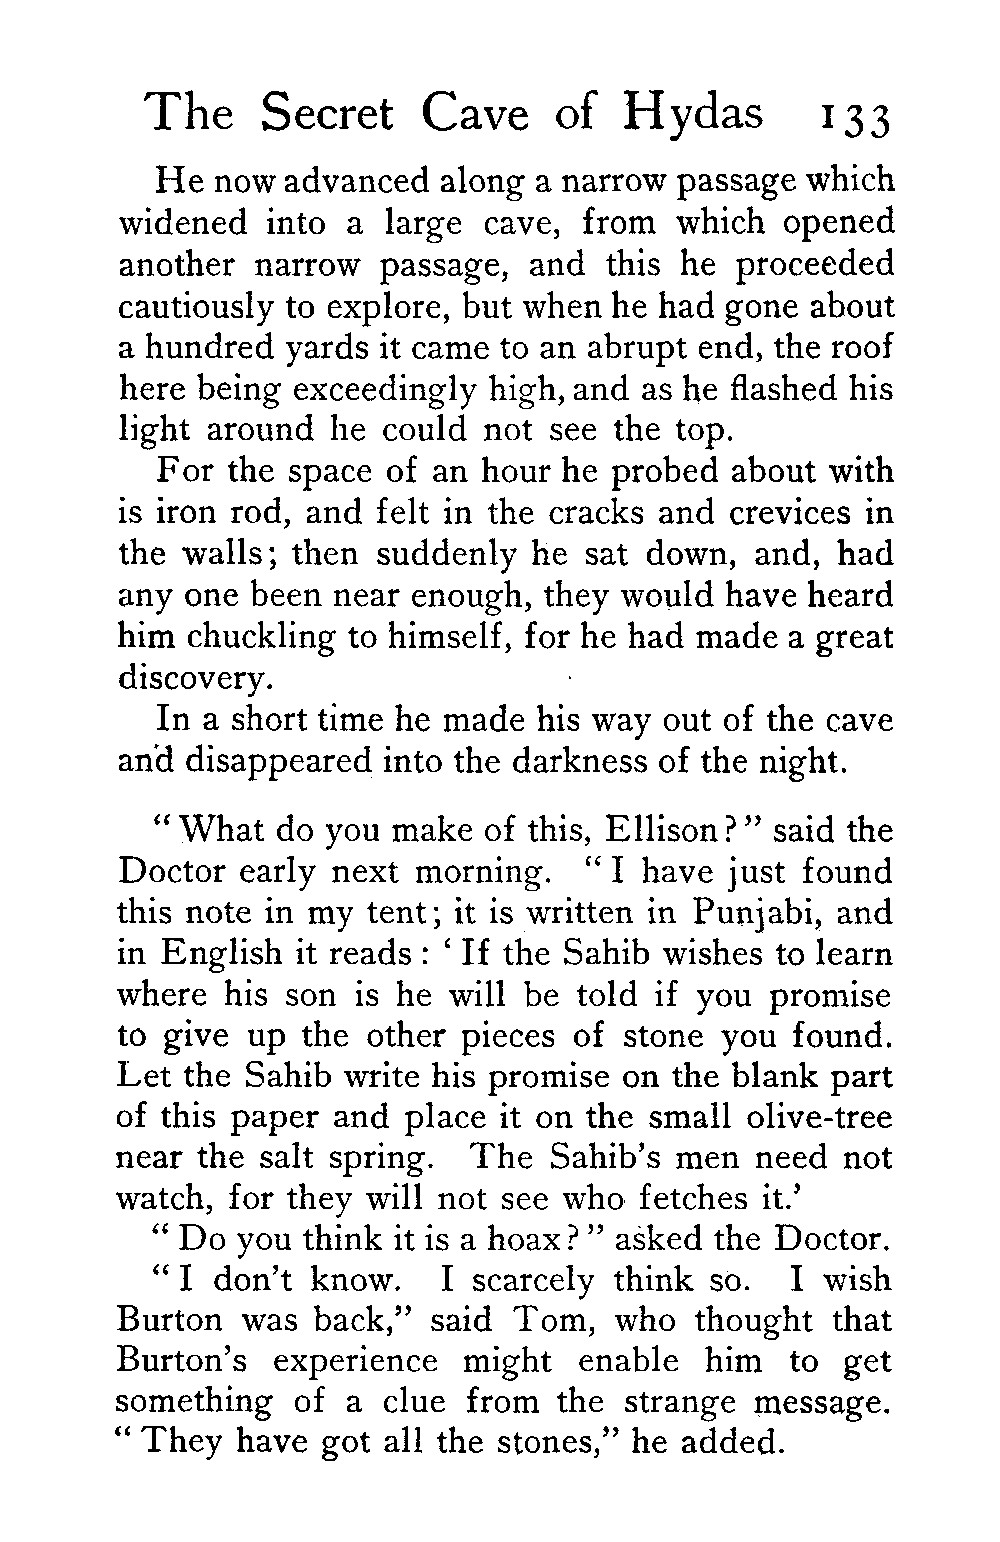 The Secret Cave of Hydas 133
He now advanced along a narrow passage which
widened into a large cave, from which opened
another narrow passage, and this he proceeded
cautiously to explore, but when he had gone about
a hundred yards it came to an abrupt end, the roof
here being exceedingly high, and as he flashed his
light around he could not see the top.
For the space of an hour he probed about with
is iron rod, and felt in the cracks and crevices in
the walls; then suddenly he sat down, and, had
any one been near enough, they would have heard
him chuckling to himself, for he had made a great
discovery.
In a short time he made his way out of the cave
and disappeared into the darkness of the night.
“What do you make of this, Ellison?” said the
Doctor early next morning. “I have just found
this note in my tent; it is written in Punjabi, and
in English it reads: ‘If the Sahib wishes to learn
where his son is he will be told if you promise
to give up the other pieces of stone you found.
Let the Sahib write his promise on the blank part
of this paper and place it on the small olive-tree
near the salt spring. The Sahib’s men need not
watch, for they will not see who fetches it.’
“Do you think it is a hoax?” asked the Doctor.
“I don’t know. I scarcely think so. I wish
Burton was back,” said Tom, who thought that
Burton’s experience might enable him to get
something of a clue from the strange message.
“They have got all the stones,” he added.